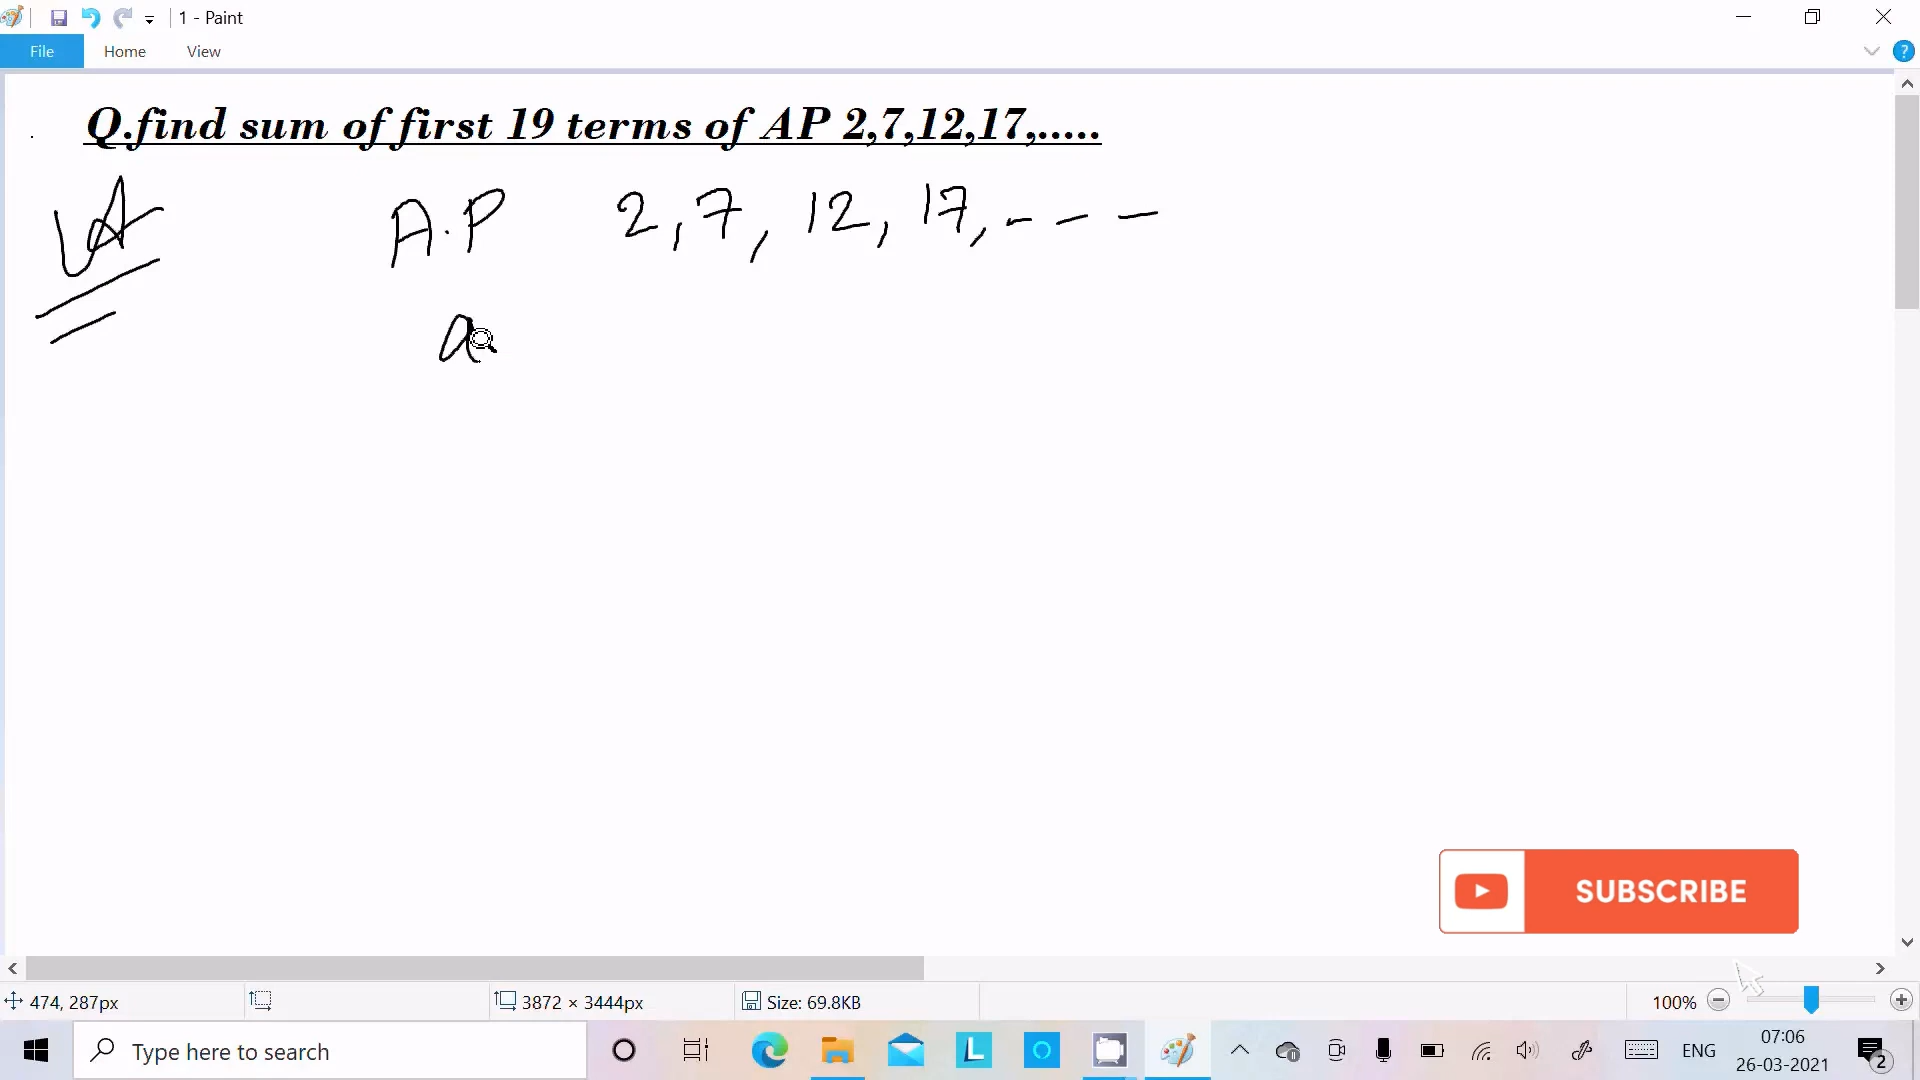 1 - Paint
File Home View
Q.find sum of first 19 terms of AP 2,7,12,17,.....
A.P 2, 7, 12, 17, - - -
a
SUBSCRIBE
474, 287px 3872 × 3444px Size: 69.8KB 100%
Type here to search
ENG
07:06
26-03-2021
2